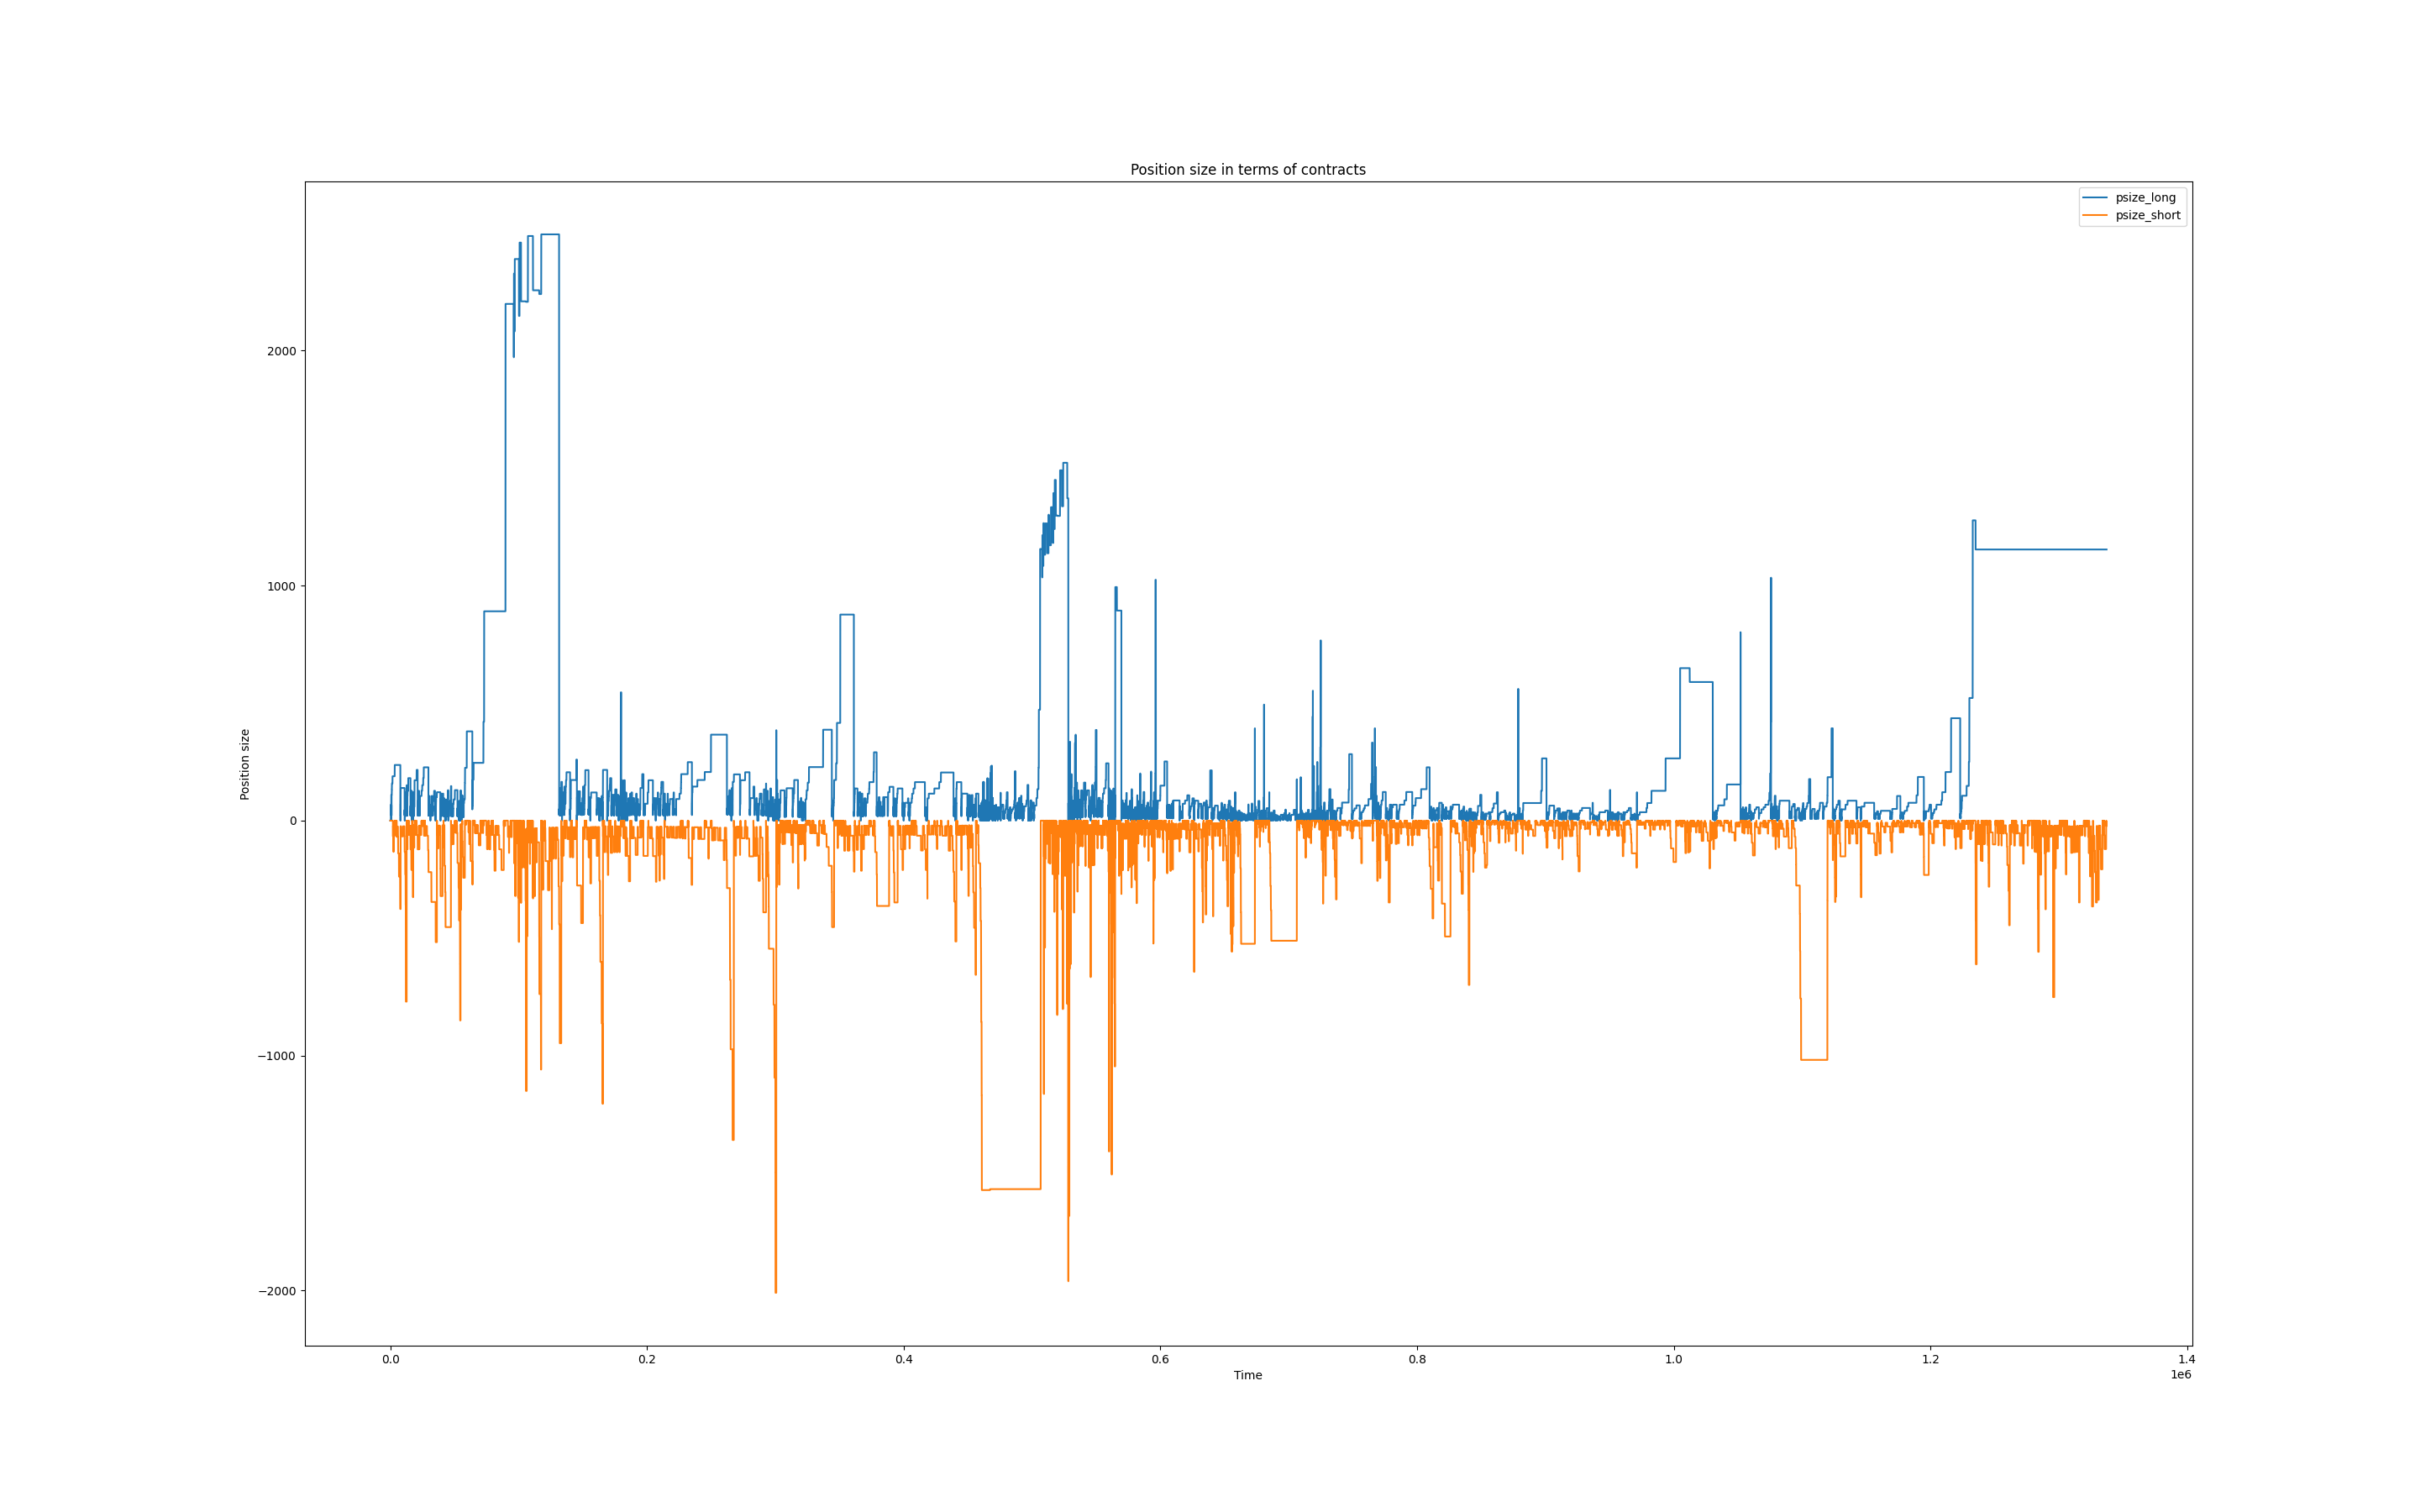 Position size in terms of contracts
psize_long
psize_short
Position size
2000
1000
0
−1000
−2000
0.0
0.2
0.4
0.6
0.8
1.0
1.2
1.4
1e6
Time